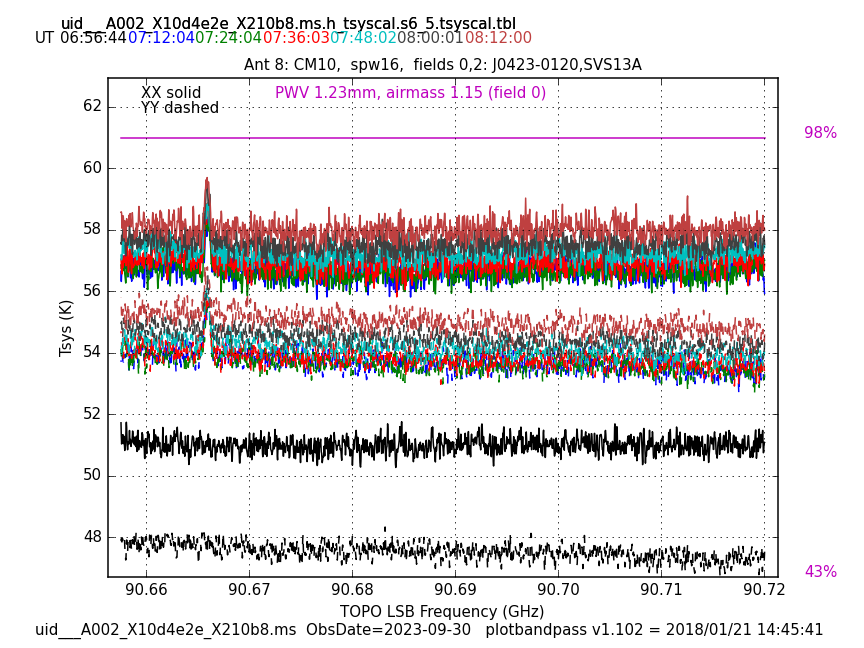 uid___A002_X10d4e2e_X210b8.ms.h_tsyscal.s6_5.tsyscal.tbl
UT 06:56:44 07:12:04 07:24:04 07:36:03 07:48:02 08:00:01 08:12:00
Ant 8: CM10,  spw16,  fields 0,2: J0423-0120,SVS13A
XX solid
PWV 1.23mm, airmass 1.15 (field 0)
YY dashed
62
98%
60
58
56
Tsys (K)
54
52
50
48
43%
90.66 90.67 90.68 90.69 90.70 90.71 90.72
TOPO LSB Frequency (GHz)
uid___A002_X10d4e2e_X210b8.ms  ObsDate=2023-09-30   plotbandpass v1.102 = 2018/01/21 14:45:41